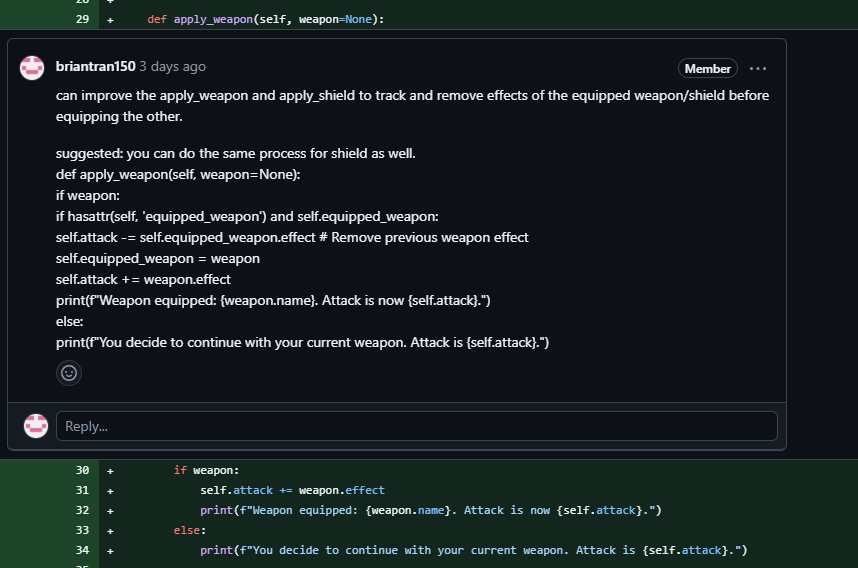 29 + def apply_weapon(self, weapon=None):
briantran150 3 days ago
Member ...
can improve the apply_weapon and apply_shield to track and remove effects of the equipped weapon/shield before
equipping the other.
suggested: you can do the same process for shield as well.
def apply_weapon(self, weapon=None):
if weapon:
if hasattr(self, 'equipped_weapon') and self.equipped_weapon:
self.attack -= self.equipped_weapon.effect # Remove previous weapon effect
self.equipped_weapon = weapon
self.attack += weapon.effect
print(f"Weapon equipped: {weapon.name}. Attack is now {self.attack}.")
else:
print(f"You decide to continue with your current weapon. Attack is {self.attack}.")
Reply...
30 + if weapon:
31 + self.attack += weapon.effect
32 + print(f"Weapon equipped: {weapon.name}. Attack is now {self.attack}.")
33 + else:
34 + print(f"You decide to continue with your current weapon. Attack is {self.attack}.")